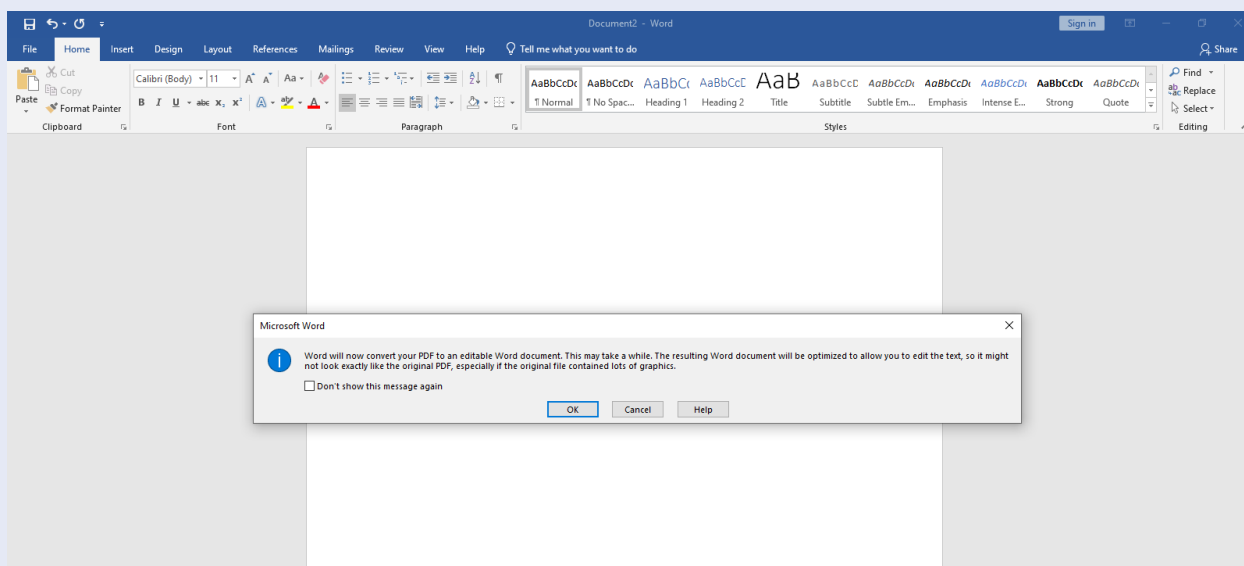 Document2 - Word
Sign in
File Home Insert Design Layout References Mailings Review View Help Tell me what you want to do Share
Paste
Cut
Copy
Format Painter
Clipboard
Calibri (Body) 11
Font
Paragraph
AaBbCcDc AaBbCcDc AaBbCc AaBbCcE AaB AaBbCcD AaBbCcDc AaBbCcDc AaBbCcDc AaBbCcDc AaBbCcDc
¶ Normal ¶ No Spac... Heading 1 Heading 2 Title Subtitle Subtle Em... Emphasis Intense E... Strong Quote
Styles
Find
Replace
Select
Editing
Microsoft Word
Word will now convert your PDF to an editable Word document. This may take a while. The resulting Word document will be optimized to allow you to edit the text, so it might
not look exactly like the original PDF, especially if the original file contained lots of graphics.
Don't show this message again
OK Cancel Help